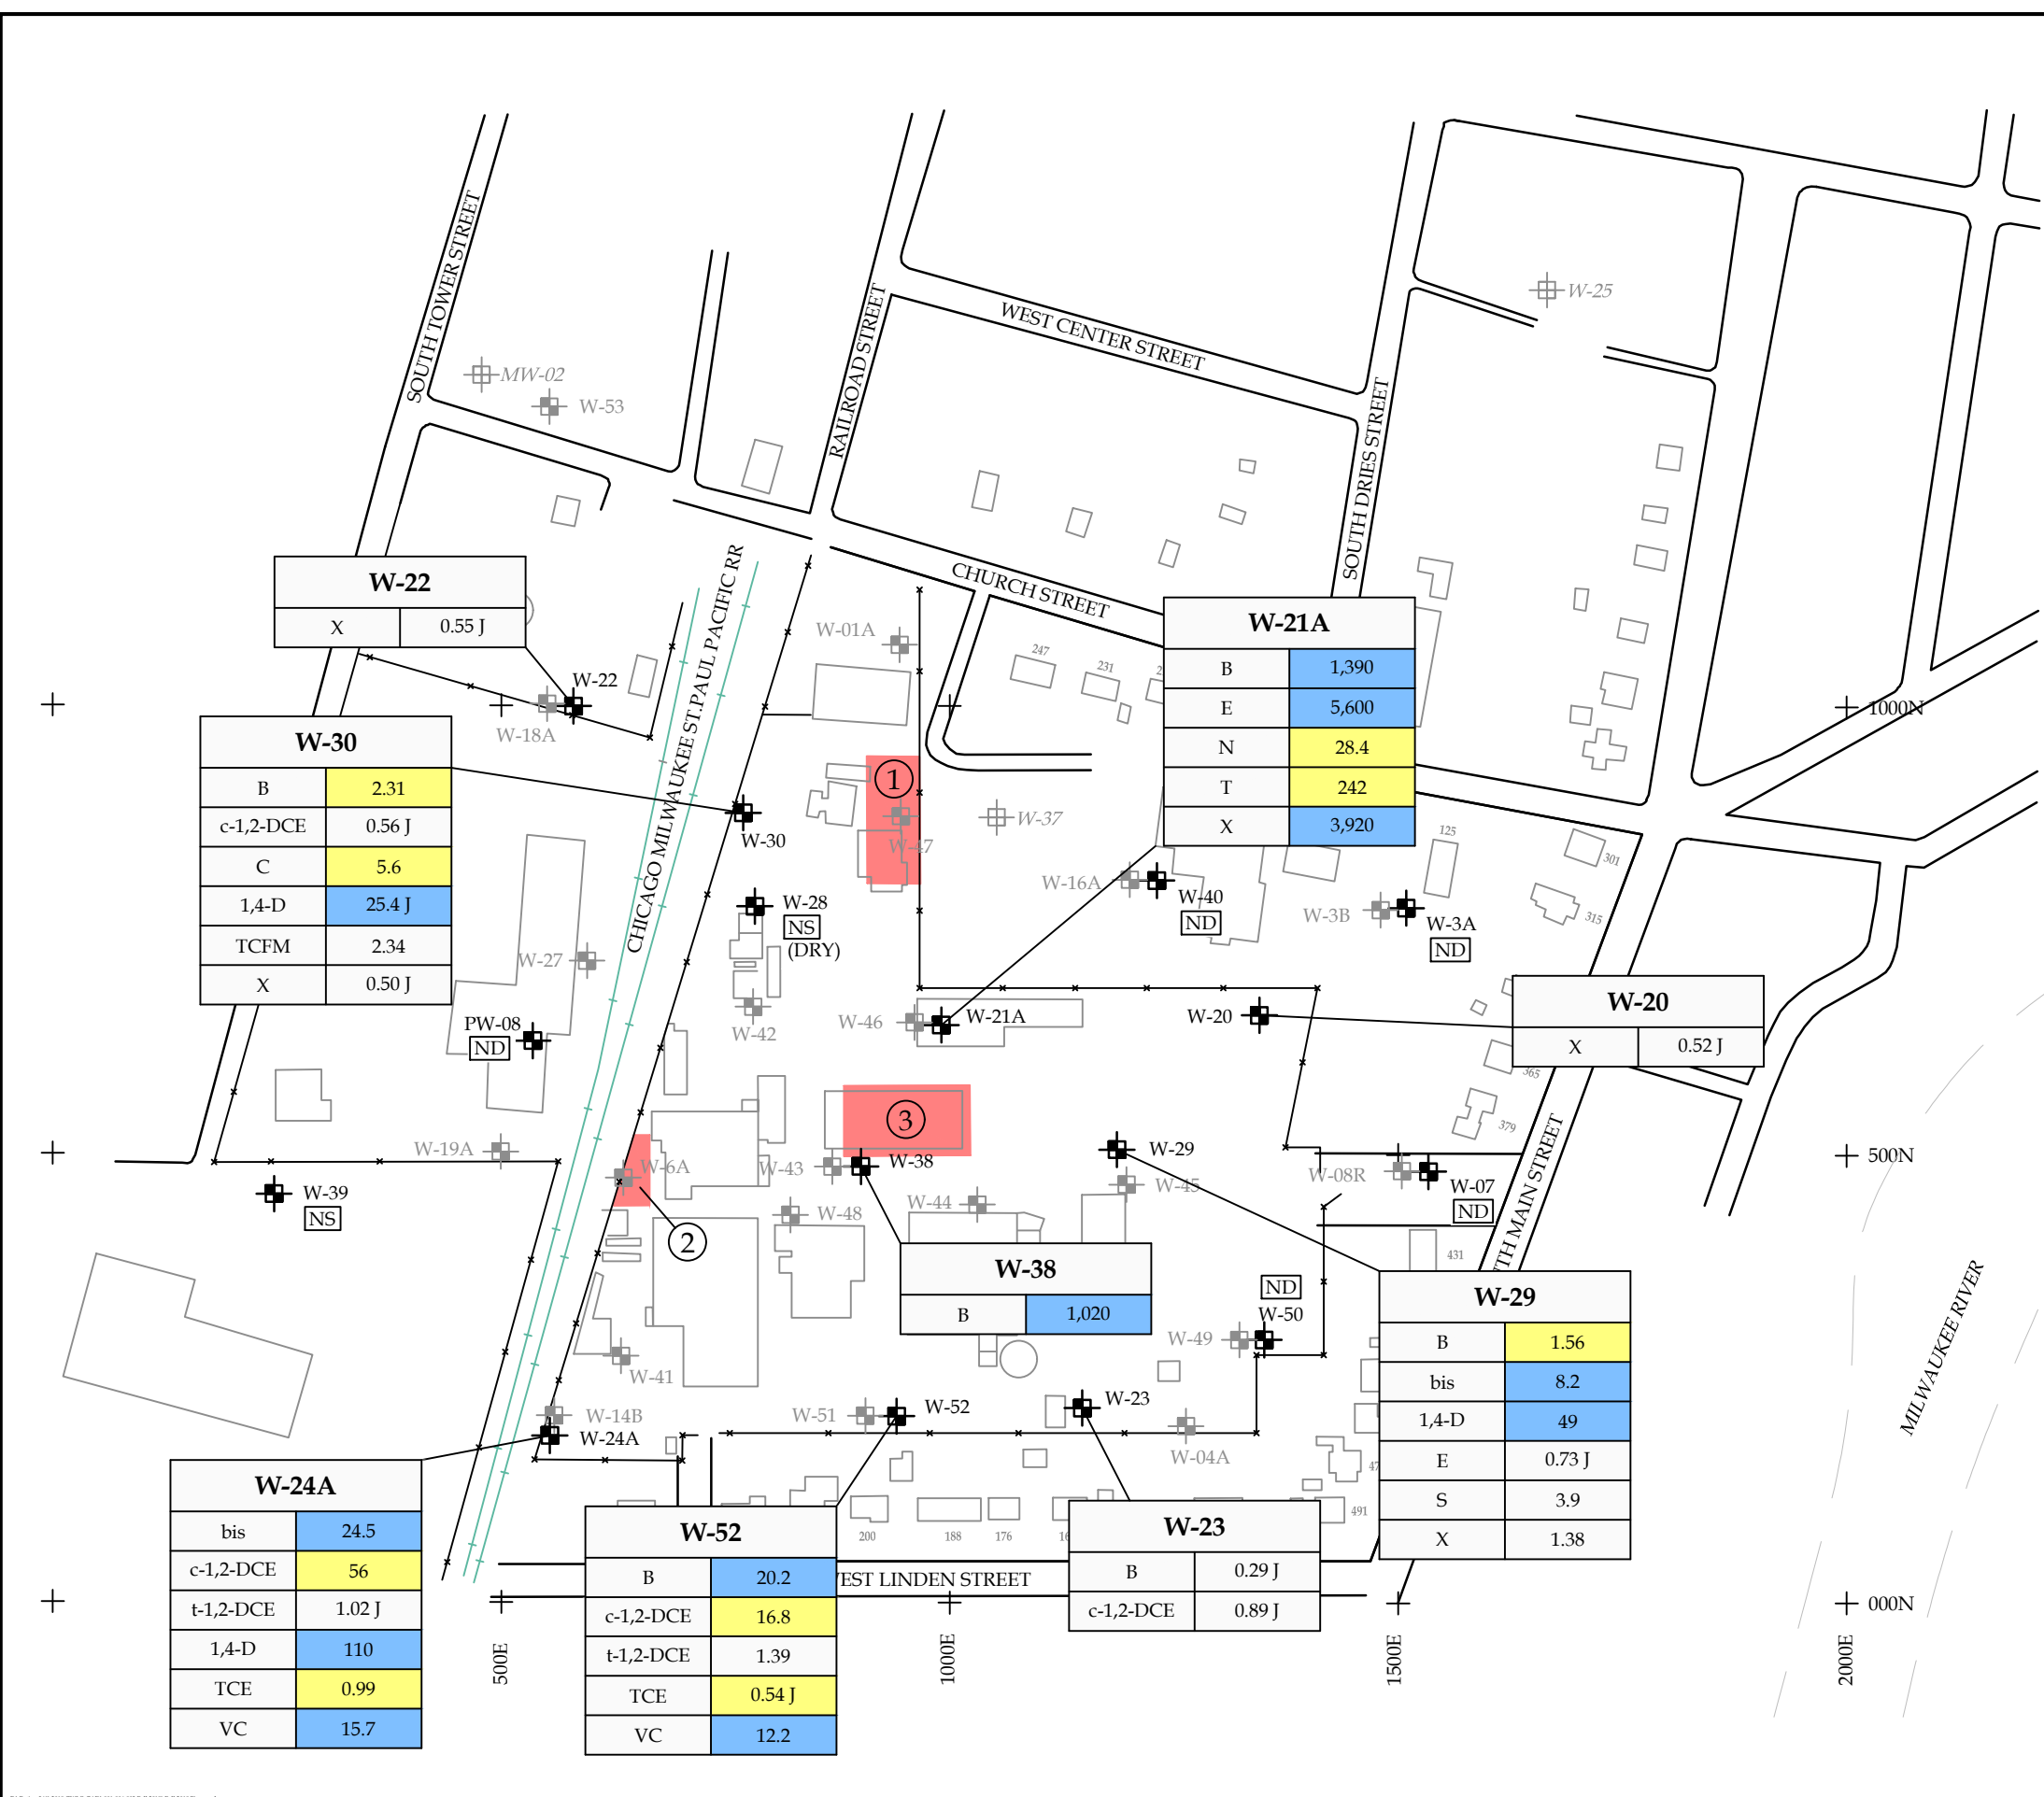 SOUTH TOWER STREET
RAILROAD STREET
WEST CENTER STREET
SOUTH DRIES STREET
W-25
MW-02
W-53
CHICAGO MILWAUKEE ST.PAUL PACIFIC RR
CHURCH STREET
W-22
X 0.55 J
W-01A
247
231
W-21A
B 1,390
E 5,600
N 28.4
T 242
X 3,920
W-22
W-18A
1000N
W-30
B 2.31
c-1,2-DCE 0.56 J
C 5.6
1,4-D 25.4 J
TCFM 2.34
X 0.50 J
1
W-47
W-37
W-30
125
301
315
W-16A
W-40
ND
W-3B
W-3A
ND
W-28
NS
(DRY)
W-27
W-42
PW-08
ND
W-46
W-21A
W-20
W-20
X 0.52 J
365
379
3
W-19A
W-6A
W-43
W-38
W-29
W-45
W-08R
W-07
ND
500N
W-39
NS
W-48
W-44
2
TH MAIN STREET
431
MILWAUKEE RIVER
W-38
B 1,020
ND
W-50
W-49
W-29
B 1.56
bis 8.2
1,4-D 49
E 0.73 J
S 3.9
X 1.38
W-41
W-14B
W-24A
W-51
W-52
W-23
W-04A
47
491
W-24A
bis 24.5
c-1,2-DCE 56
t-1,2-DCE 1.02 J
1,4-D 110
TCE 0.99
VC 15.7
200
188
176
16
W-52
B 20.2
c-1,2-DCE 16.8
t-1,2-DCE 1.39
TCE 0.54 J
VC 12.2
W-23
B 0.29 J
c-1,2-DCE 0.89 J
EST LINDEN STREET
000N
500E
1000E
1500E
2000E